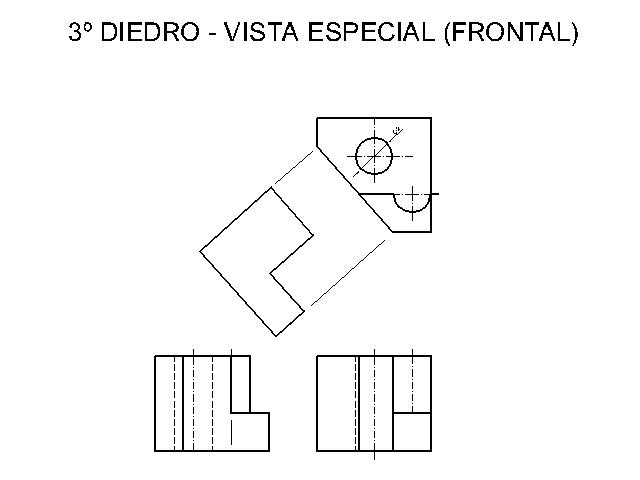 3º DIEDRO - VISTA ESPECIAL (FRONTAL)